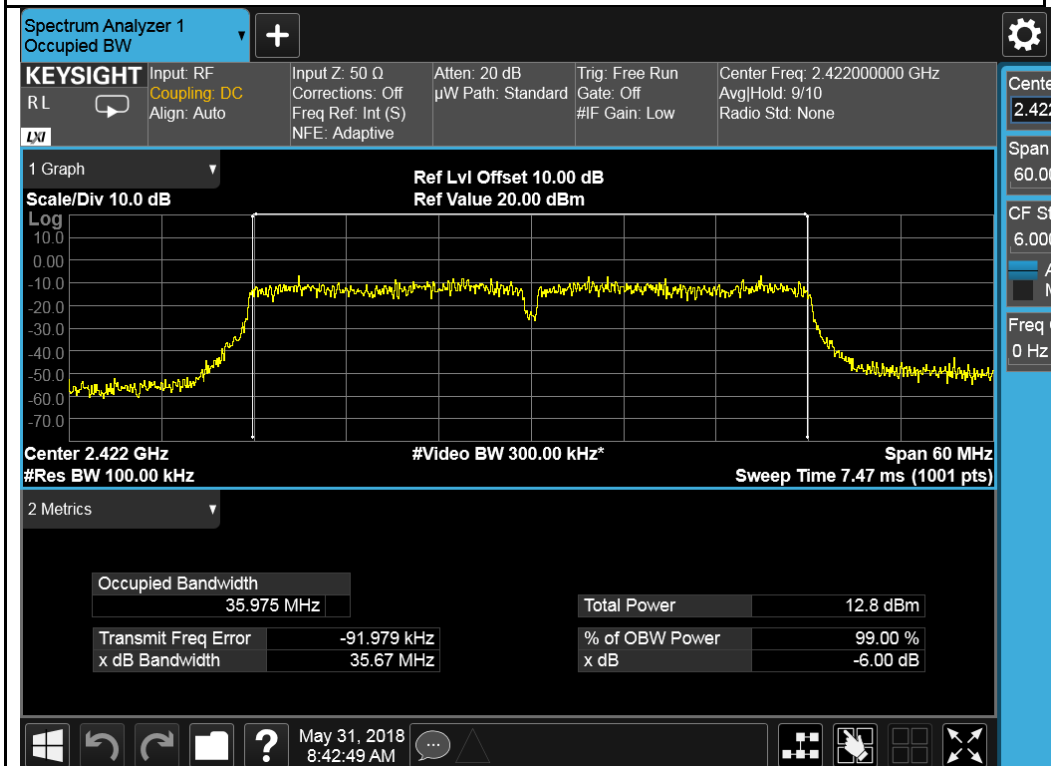 Spectrum Analyzer 1
Occupied BW
KEYSIGHT
R L
LXI
Input: RF
Coupling: DC
Align: Auto
Input Z: 50 Ω
Corrections: Off
Freq Ref: Int (S)
NFE: Adaptive
Atten: 20 dB
µW Path: Standard
Trig: Free Run
Gate: Off
#IF Gain: Low
Center Freq: 2.422000000 GHz
Avg|Hold: 9/10
Radio Std: None
1 Graph
Scale/Div 10.0 dB
Ref Lvl Offset 10.00 dB
Ref Value 20.00 dBm
Log
10.0
0.00
-10.0
-20.0
-30.0
-40.0
-50.0
-60.0
-70.0
Center 2.422 GHz
#Video BW 300.00 kHz*
Span 60 MHz
#Res BW 100.00 kHz
Sweep Time 7.47 ms (1001 pts)
2 Metrics
Occupied Bandwidth
35.975 MHz
Total Power 12.8 dBm
Transmit Freq Error -91.979 kHz
% of OBW Power 99.00 %
x dB Bandwidth 35.67 MHz
x dB -6.00 dB
May 31, 2018
8:42:49 AM
Cente
2.422
Span
60.00
CF St
6.000
A
M
Freq
0 Hz